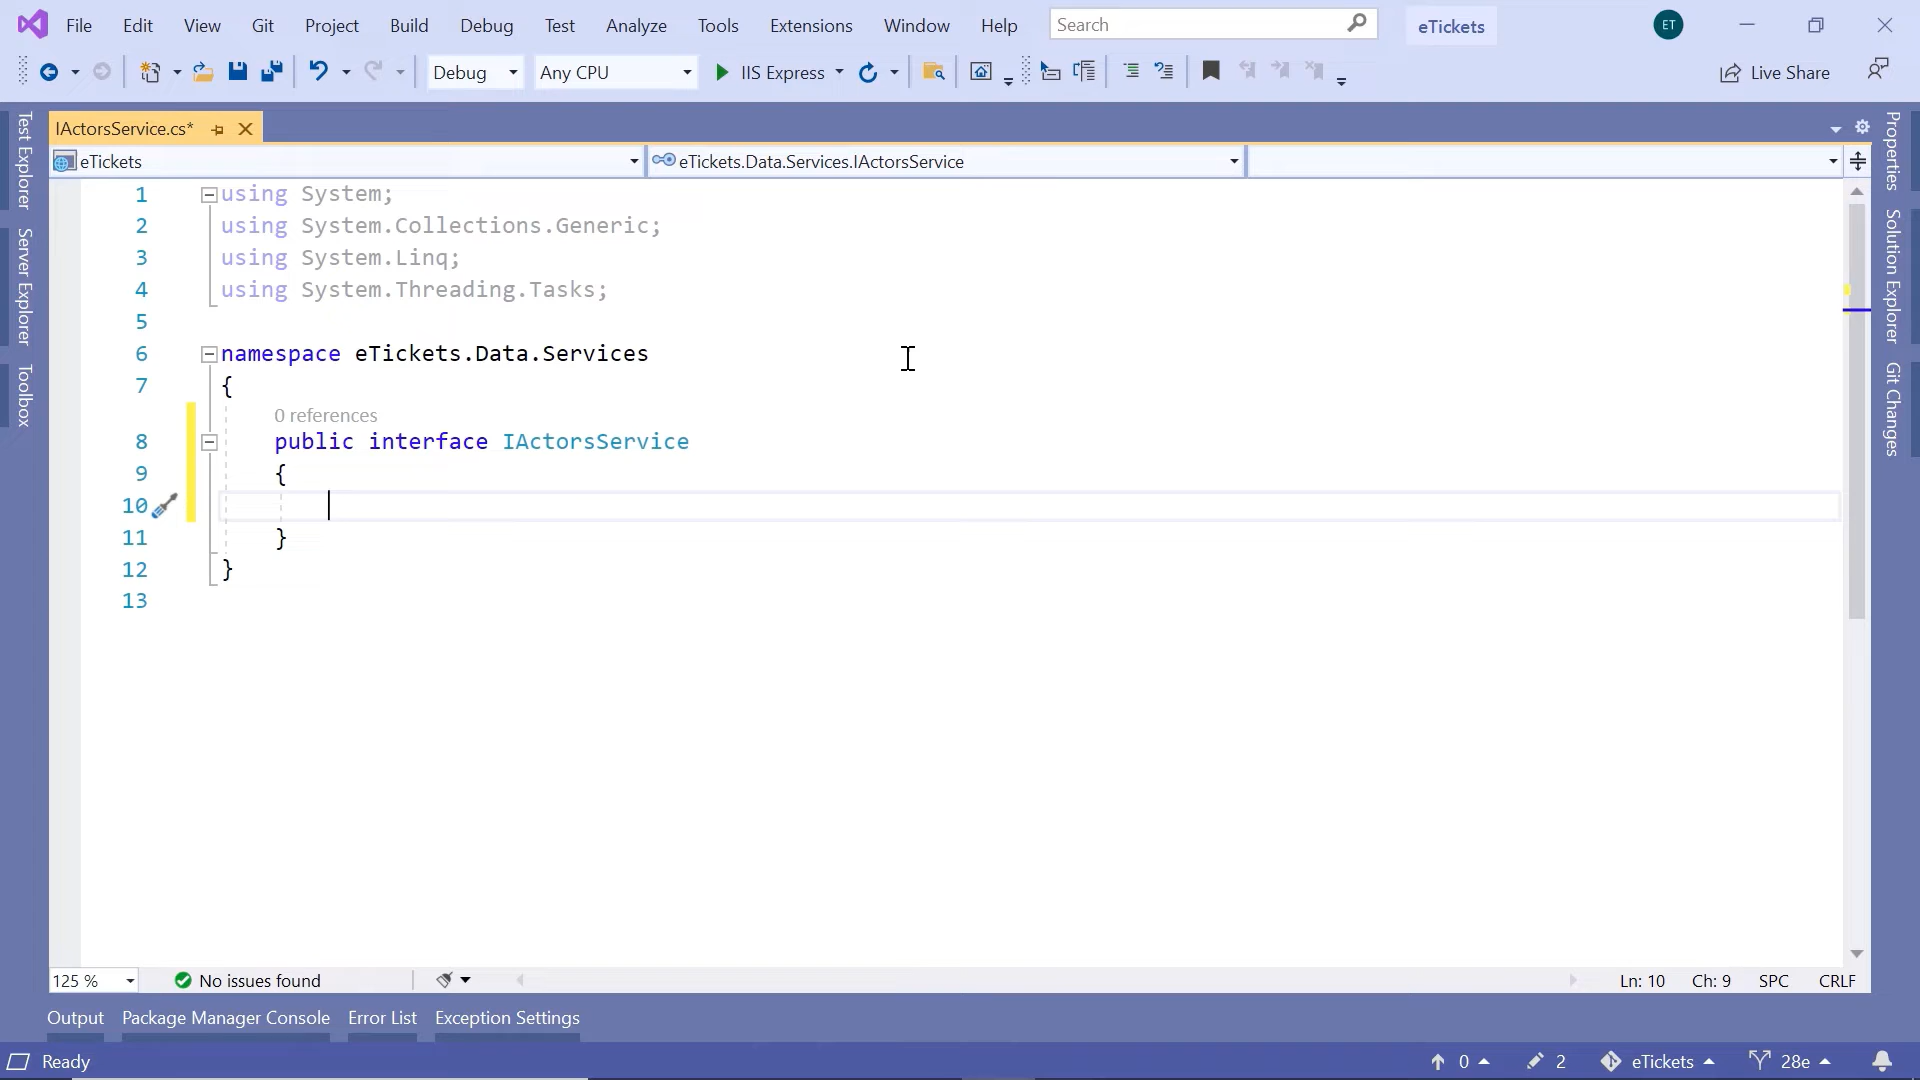 File Edit View Git Project Build Debug Test Analyze Tools Extensions Window Help Search eTickets ET
Debug Any CPU IIS Express Live Share
IActorsService.cs*
eTickets eTickets.Data.Services.IActorsService
Test Explorer
Server Explorer
Toolbox
1 using System;
2 using System.Collections.Generic;
3 using System.Linq;
4 using System.Threading.Tasks;
5
6 namespace eTickets.Data.Services
7 {
0 references
8 public interface IActorsService
9 {
10
11 }
12 }
13
Properties
Solution Explorer
Git Changes
125 % No issues found Ln: 10 Ch: 9 SPC CRLF
Output Package Manager Console Error List Exception Settings
Ready 0 2 eTickets 28e